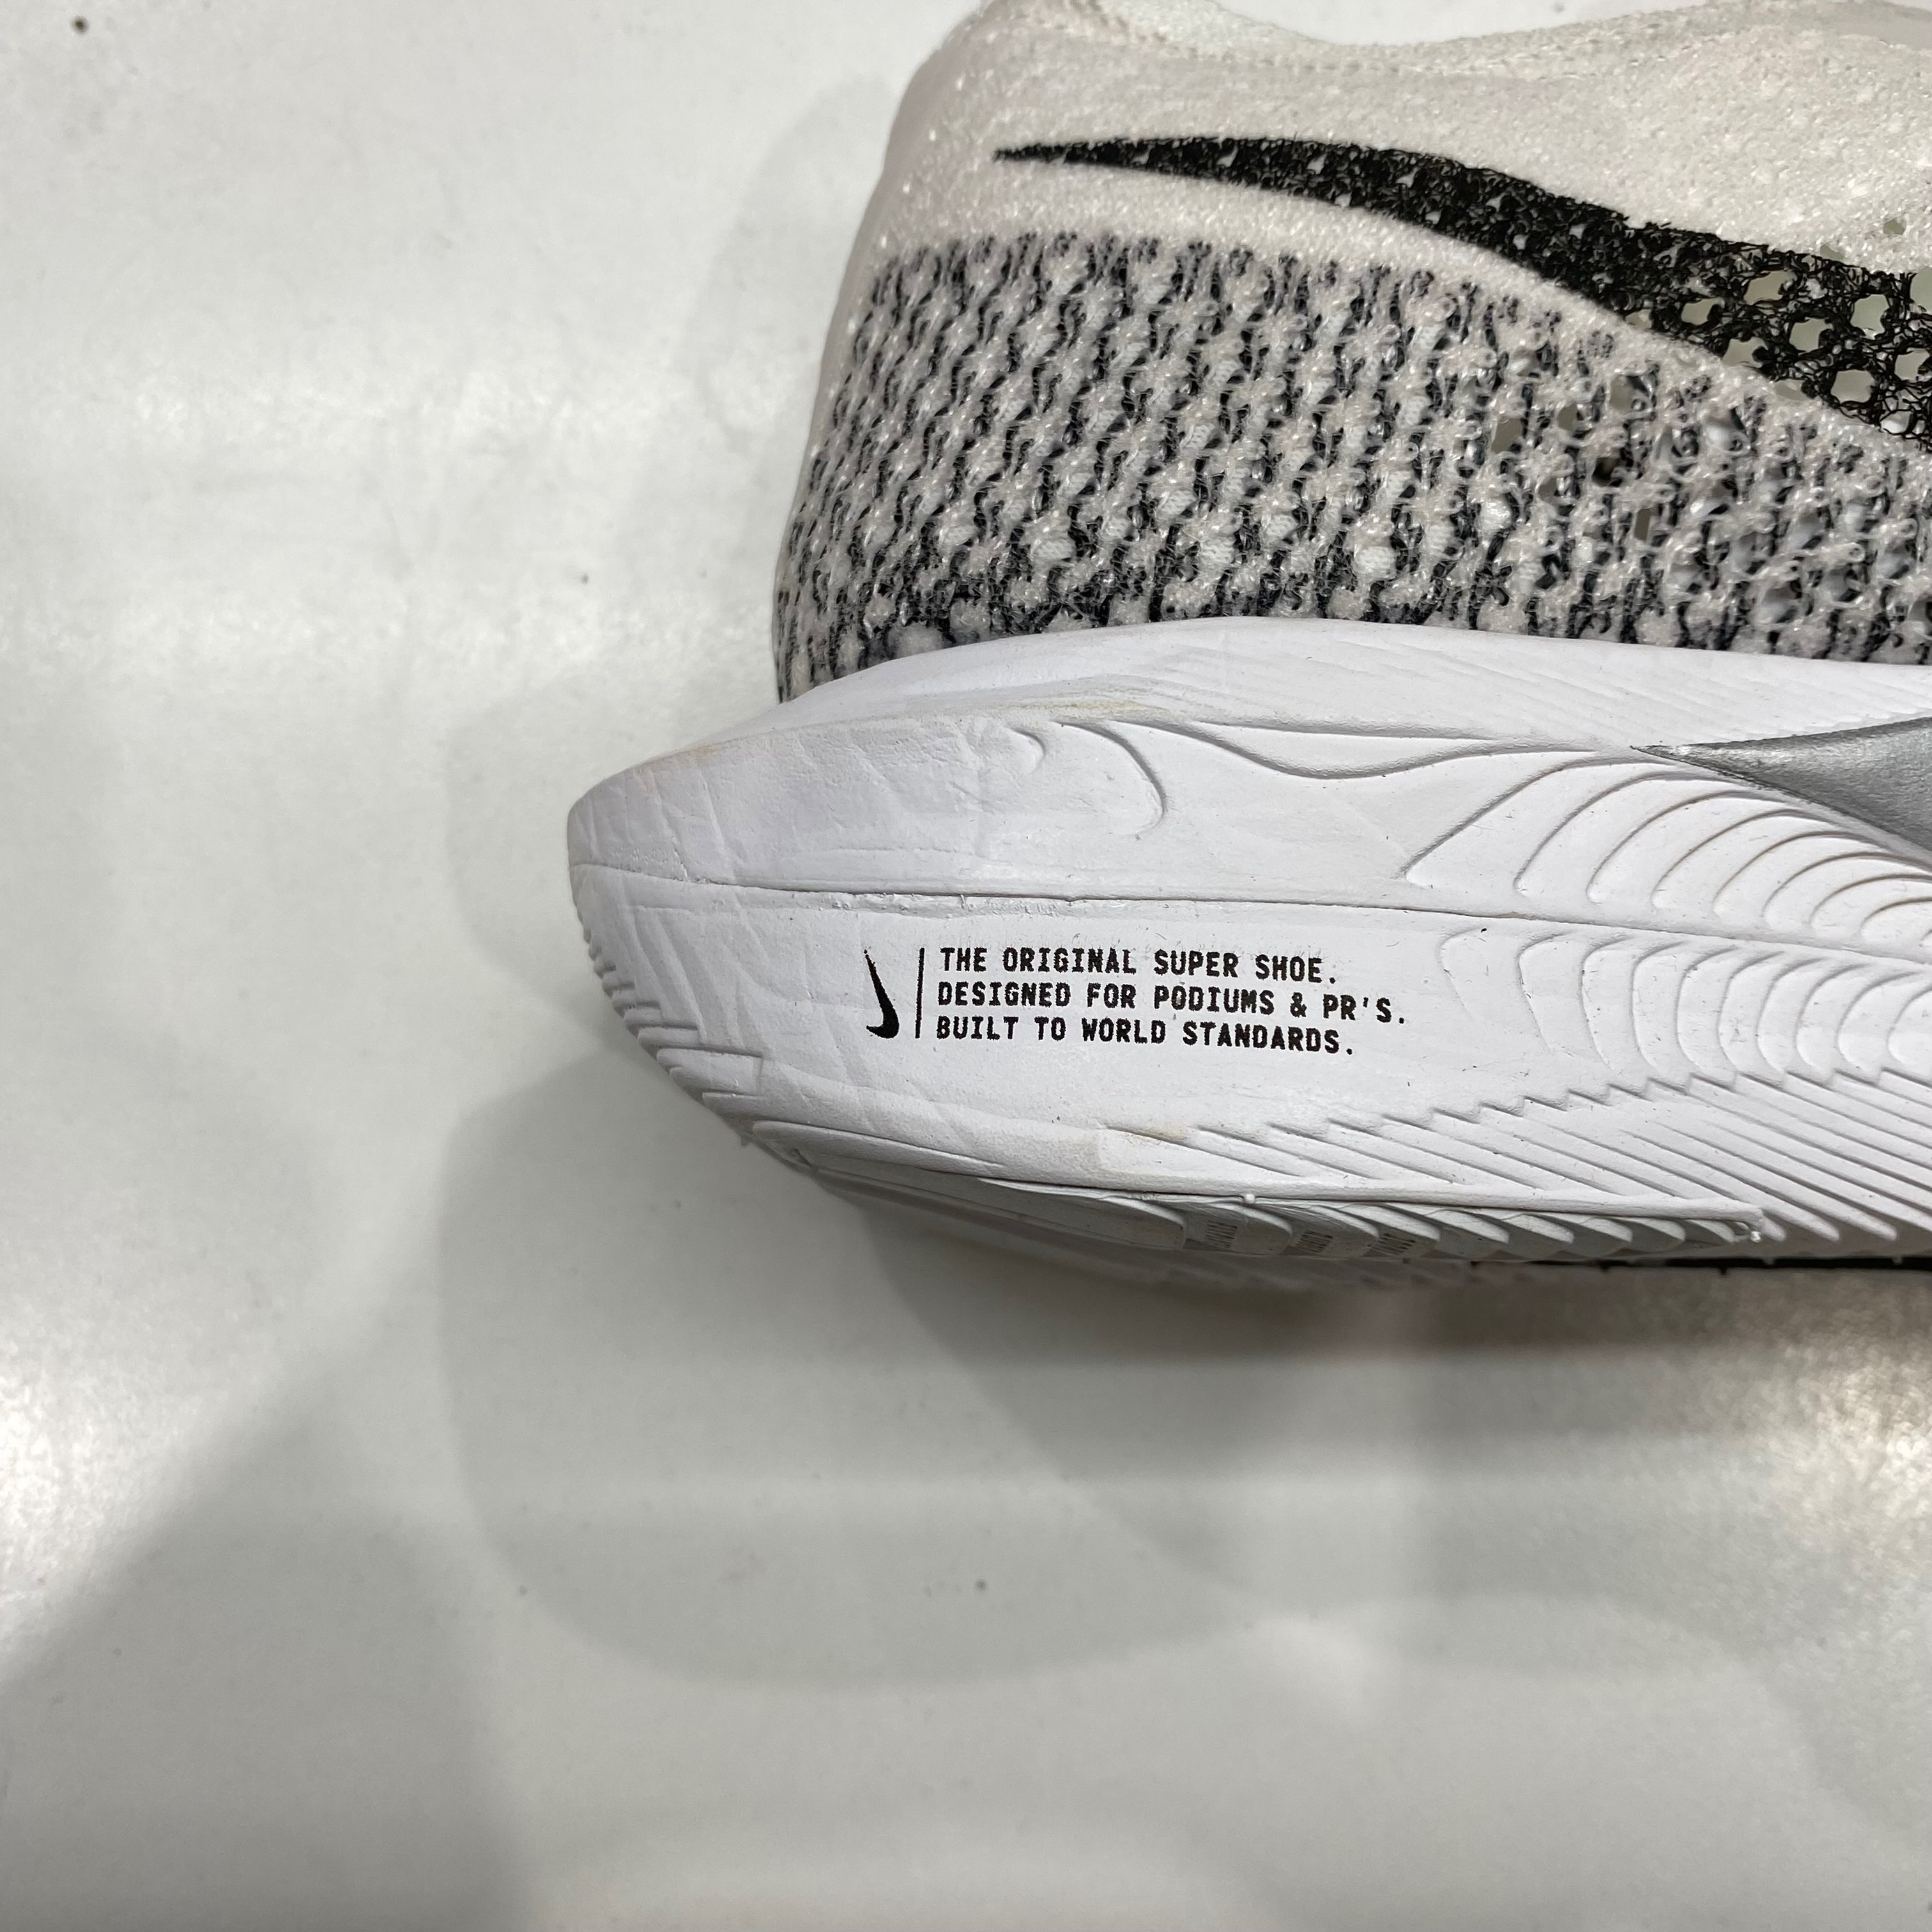 THE ORIGINAL SUPER SHOE.
DESIGNED FOR PODIUMS & PR'S.
BUILT TO WORLD STANDARDS.